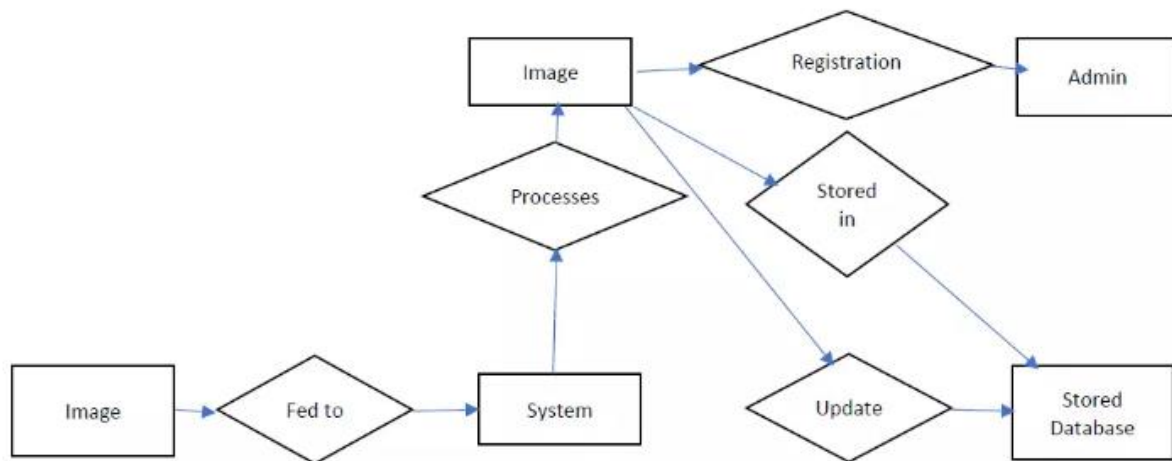 Image
Registration
Admin
Processes
Stored
in
Image
Fed to
System
Update
Stored
Database